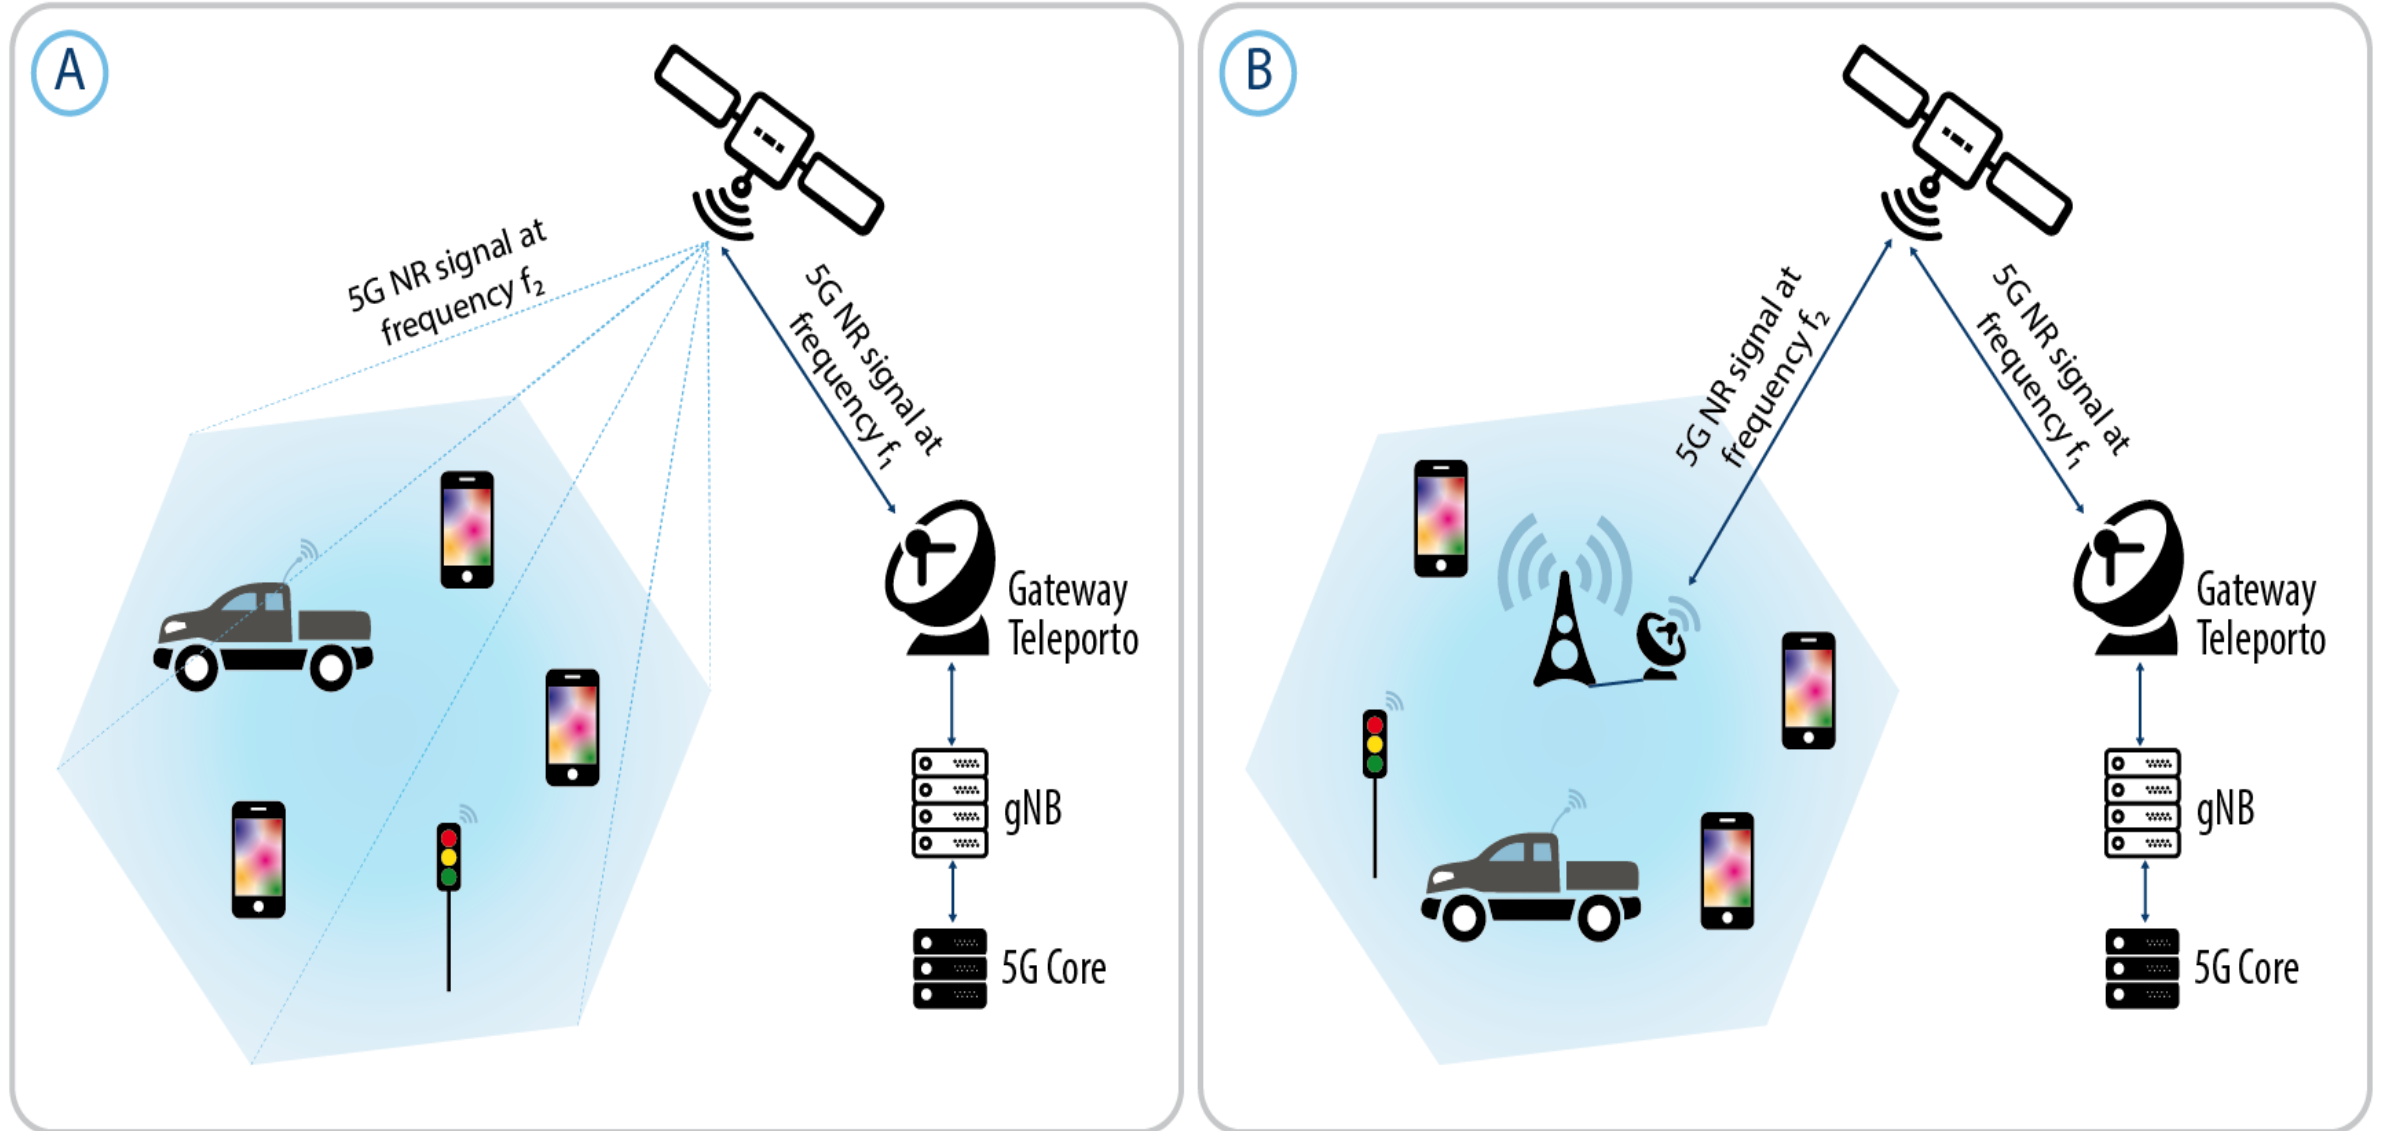 A
5G NR signal at
frequency f₂
5G NR signal at
frequency f₁
Gateway
Teleporto
gNB
5G Core
B
5G NR signal at
frequency f₂
5G NR signal at
frequency f₁
Gateway
Teleporto
gNB
5G Core